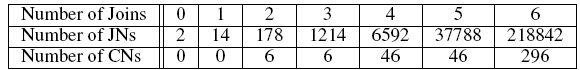 Number of Joins 0 1 2 3 4 5 6
Number of JNs 2 14 178 1214 6592 37788 218842
Number of CNs 0 0 6 6 46 46 296